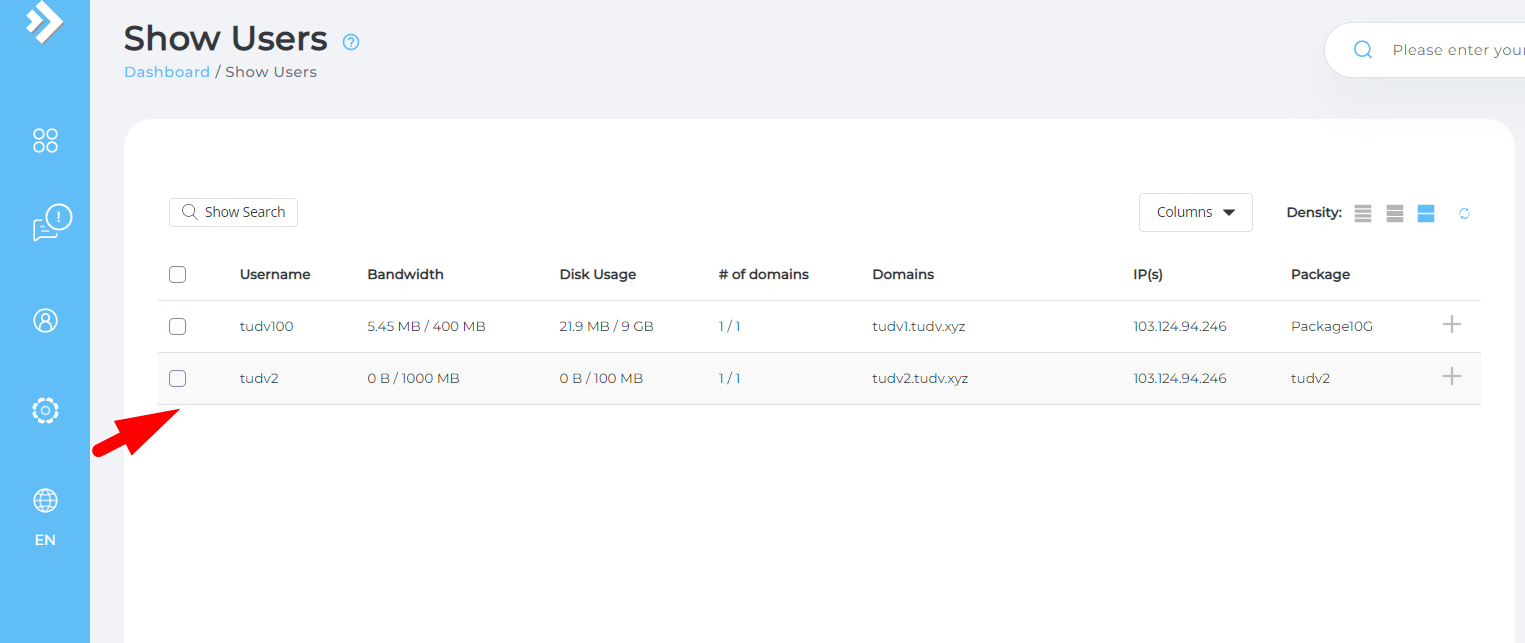 Show Users ?
Dashboard / Show Users
Please enter your
!
Show Search
Columns
Density:
Username Bandwidth Disk Usage # of domains Domains IP(s) Package
tudv100 5.45 MB / 400 MB 21.9 MB / 9 GB 1 / 1 tudv1.tudv.xyz 103.124.94.246 Package10G
tudv2 0 B / 1000 MB 0 B / 100 MB 1 / 1 tudv2.tudv.xyz 103.124.94.246 tudv2
EN